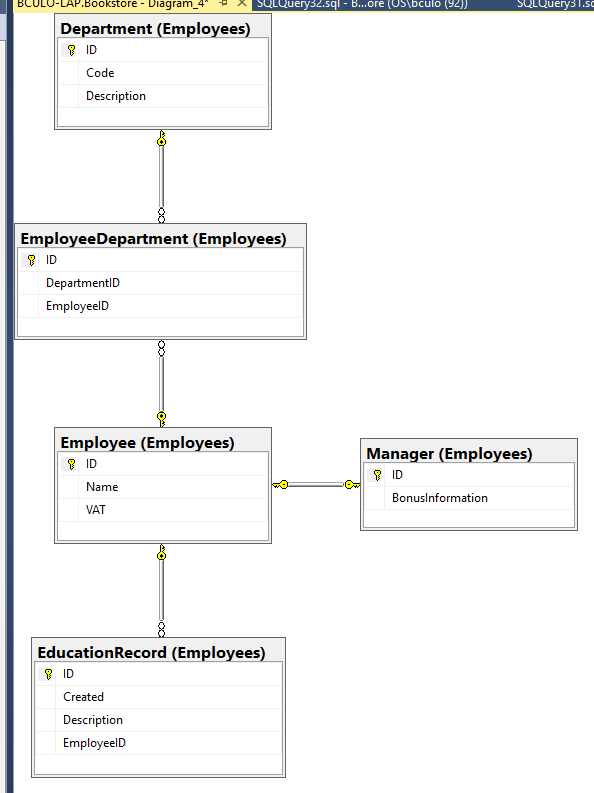 BCULO-LAP.Bookstore - Diagram_4* SQLQuery32.sql - B...ore (OS\bculo (92)) SQLQuery31.s
Department (Employees)
ID
Code
Description
EmployeeDepartment (Employees)
ID
DepartmentID
EmployeeID
Employee (Employees)
ID
Name
VAT
Manager (Employees)
ID
BonusInformation
EducationRecord (Employees)
ID
Created
Description
EmployeeID